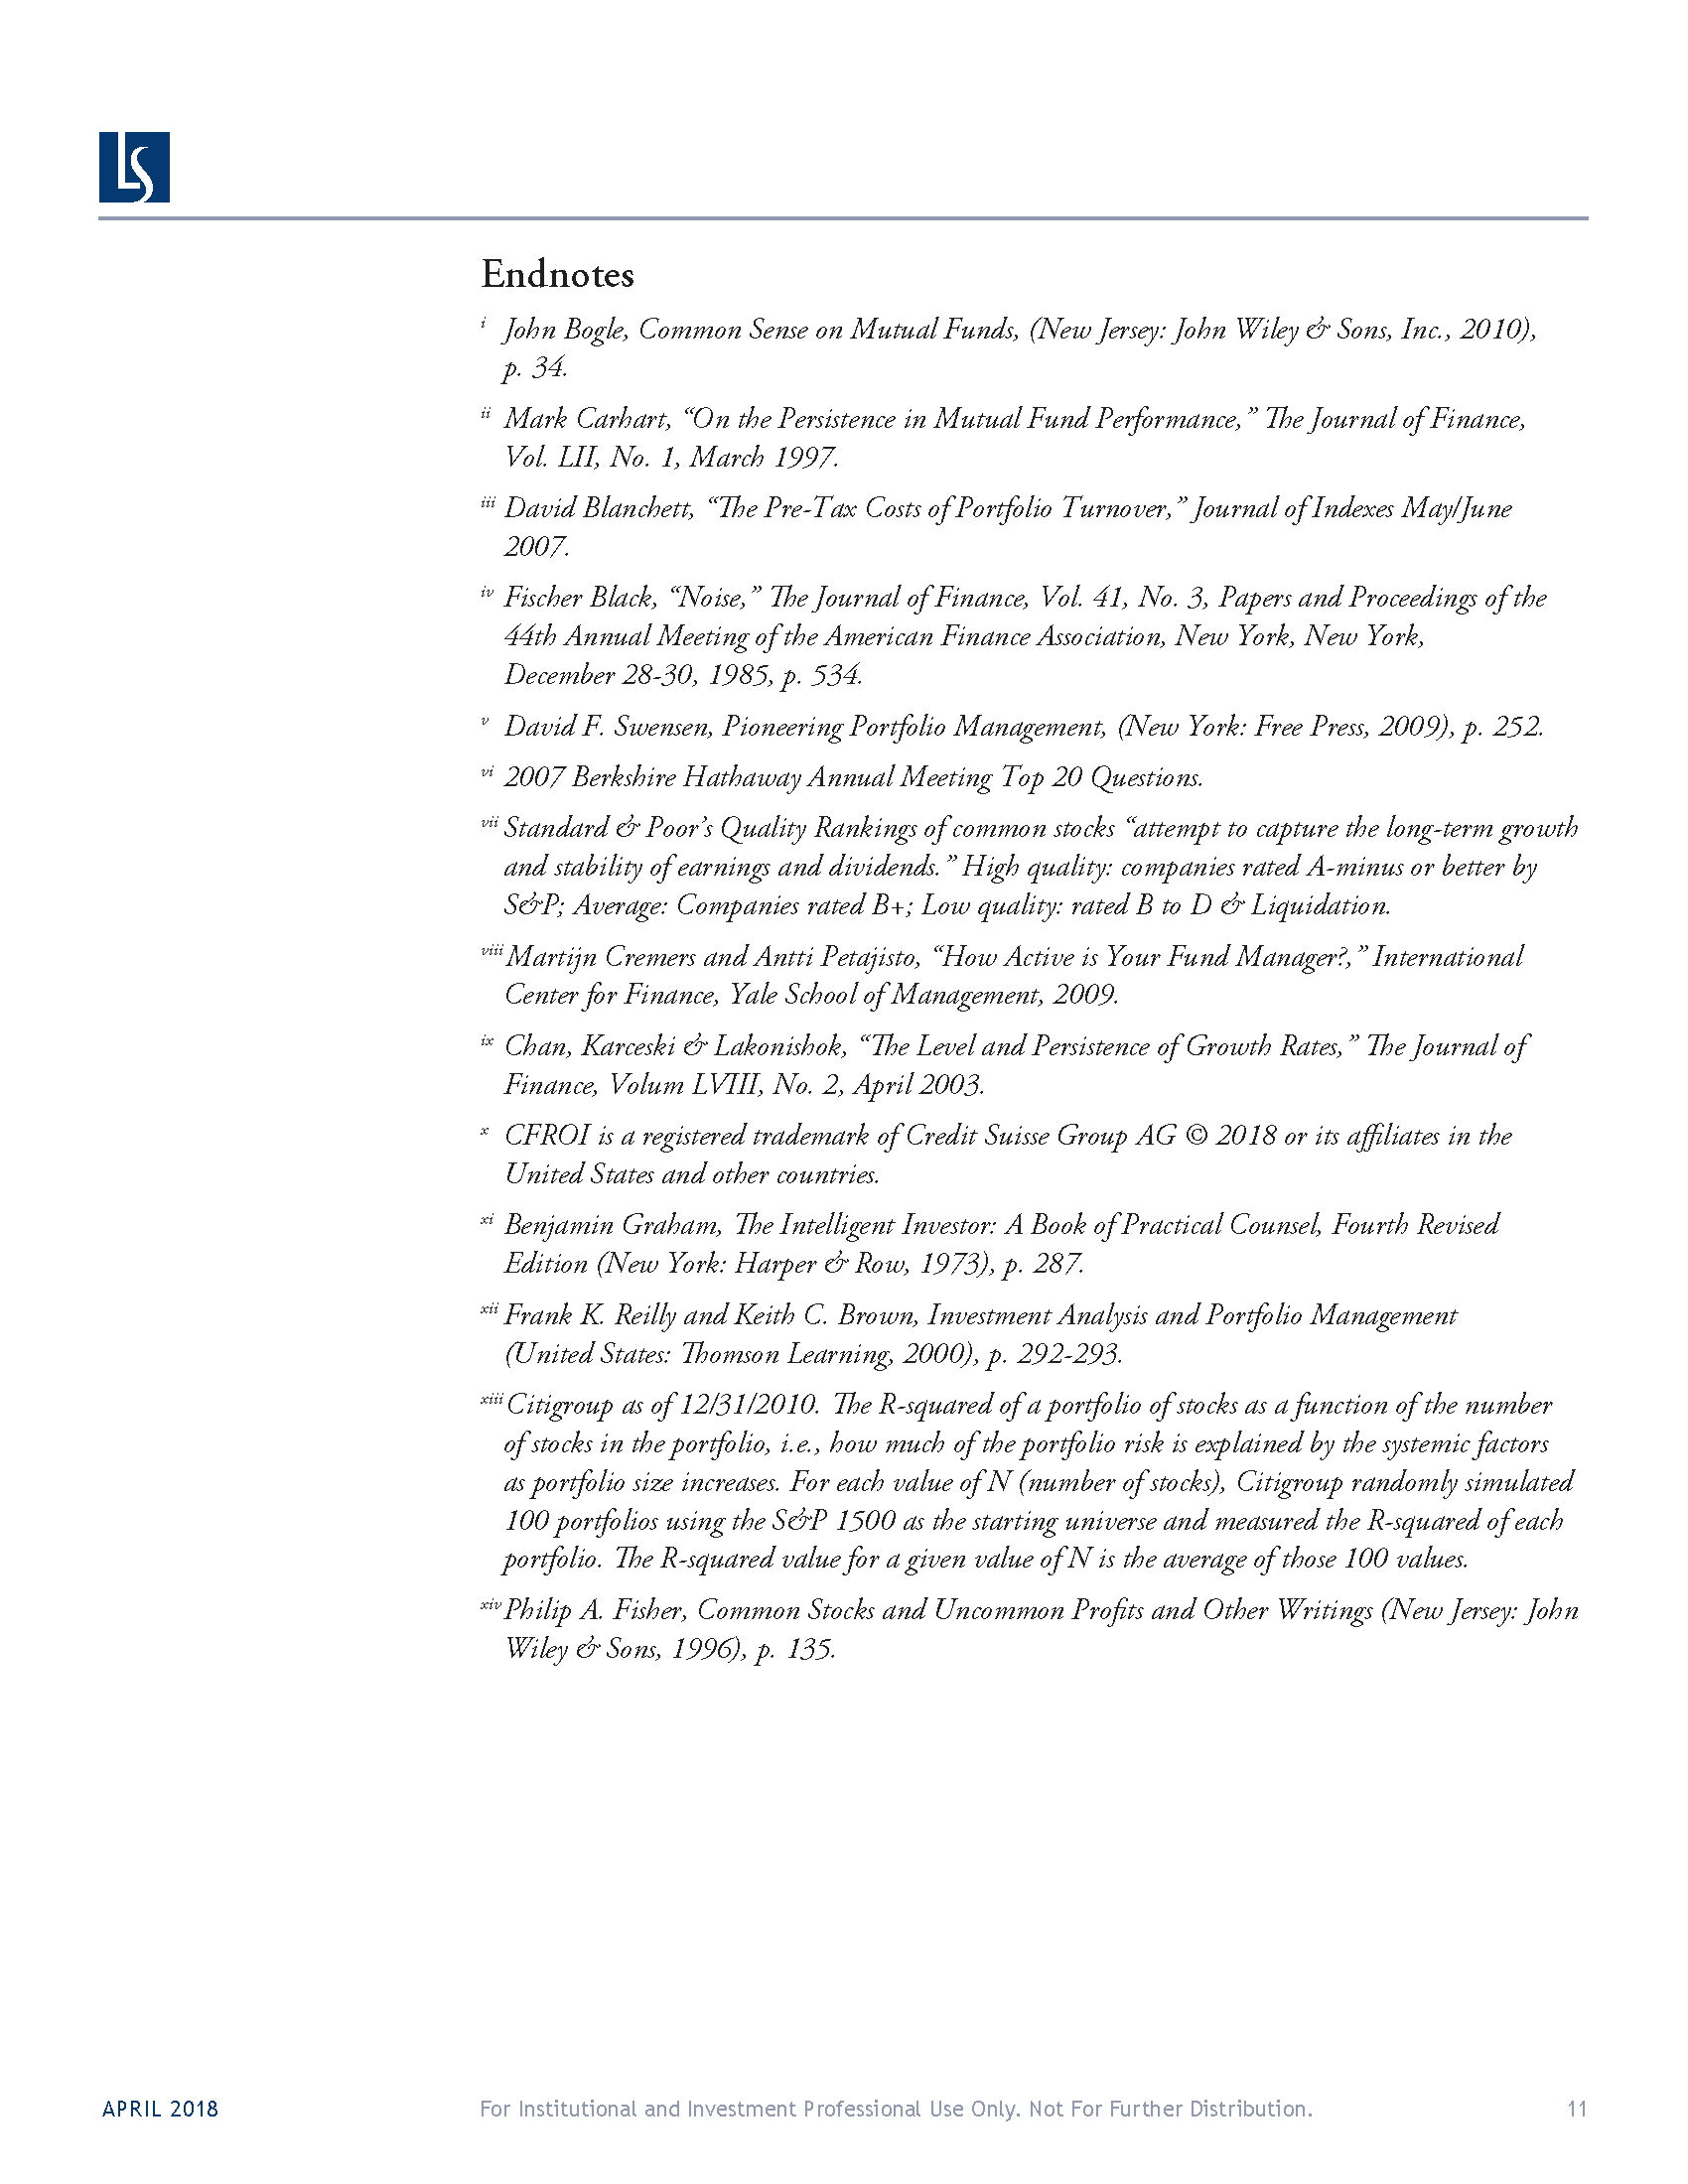 LS
Endnotes
i John Bogle, Common Sense on Mutual Funds, (New Jersey: John Wiley & Sons, Inc., 2010),
p. 34.
ii Mark Carhart, “On the Persistence in Mutual Fund Performance,” The Journal of Finance,
Vol. LII, No. 1, March 1997.
iii David Blanchett, “The Pre-Tax Costs of Portfolio Turnover,” Journal of Indexes May/June
2007.
iv Fischer Black, “Noise,” The Journal of Finance, Vol. 41, No. 3, Papers and Proceedings of the
44th Annual Meeting of the American Finance Association, New York, New York,
December 28-30, 1985, p. 534.
v David F. Swensen, Pioneering Portfolio Management, (New York: Free Press, 2009), p. 252.
vi 2007 Berkshire Hathaway Annual Meeting Top 20 Questions.
vii Standard & Poor’s Quality Rankings of common stocks “attempt to capture the long-term growth
and stability of earnings and dividends.” High quality: companies rated A-minus or better by
S&P; Average: Companies rated B+; Low quality: rated B to D & Liquidation.
viii Martijn Cremers and Antti Petajisto, “How Active is Your Fund Manager?,” International
Center for Finance, Yale School of Management, 2009.
ix Chan, Karceski & Lakonishok, “The Level and Persistence of Growth Rates,” The Journal of
Finance, Volum LVIII, No. 2, April 2003.
x CFROI is a registered trademark of Credit Suisse Group AG © 2018 or its affiliates in the
United States and other countries.
xi Benjamin Graham, The Intelligent Investor: A Book of Practical Counsel, Fourth Revised
Edition (New York: Harper & Row, 1973), p. 287.
xii Frank K. Reilly and Keith C. Brown, Investment Analysis and Portfolio Management
(United States: Thomson Learning, 2000), p. 292-293.
xiii Citigroup as of 12/31/2010. The R-squared of a portfolio of stocks as a function of the number
of stocks in the portfolio, i.e., how much of the portfolio risk is explained by the systemic factors
as portfolio size increases. For each value of N (number of stocks), Citigroup randomly simulated
100 portfolios using the S&P 1500 as the starting universe and measured the R-squared of each
portfolio. The R-squared value for a given value of N is the average of those 100 values.
xiv Philip A. Fisher, Common Stocks and Uncommon Profits and Other Writings (New Jersey: John
Wiley & Sons, 1996), p. 135.
APRIL 2018 For Institutional and Investment Professional Use Only. Not For Further Distribution. 11